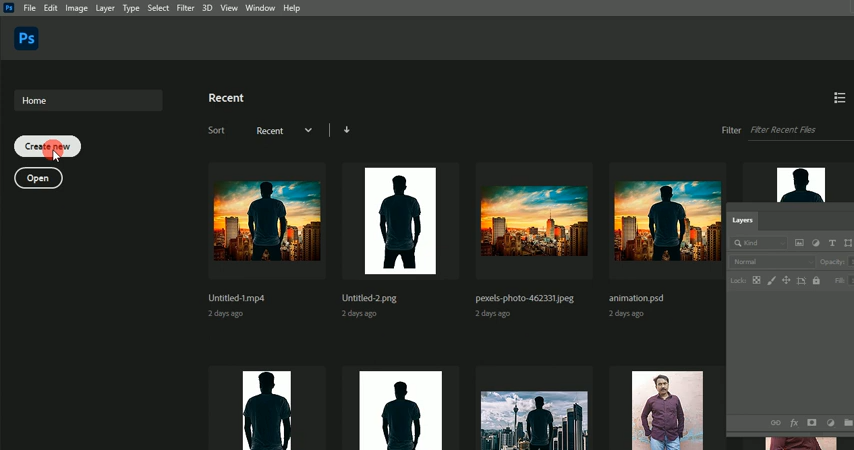 Ps File Edit Image Layer Type Select Filter 3D View Window Help
Ps
Home
Create new
Open
Recent
Sort Recent
Filter Filter Recent Files
Untitled-1.mp4
2 days ago
Untitled-2.png
2 days ago
pexels-photo-462331.jpeg
2 days ago
animation.psd
2 days ago
Layers
Kind
Normal Opacity:
Lock: Fill:
fx